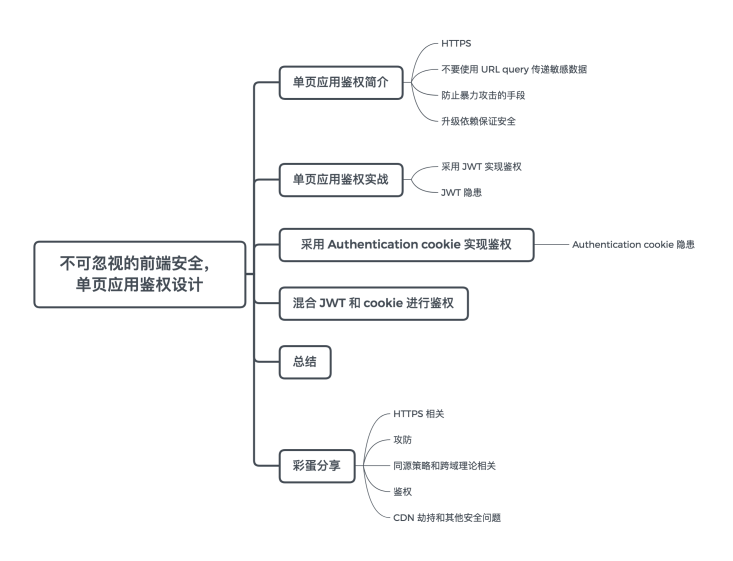 不可忽视的前端安全，
单页应用鉴权设计
单页应用鉴权简介
HTTPS
不要使用 URL query 传递敏感数据
防止暴力攻击的手段
升级依赖保证安全
单页应用鉴权实战
采用 JWT 实现鉴权
JWT 隐患
采用 Authentication cookie 实现鉴权
Authentication cookie 隐患
混合 JWT 和 cookie 进行鉴权
总结
彩蛋分享
HTTPS 相关
攻防
同源策略和跨域理论相关
鉴权
CDN 劫持和其他安全问题